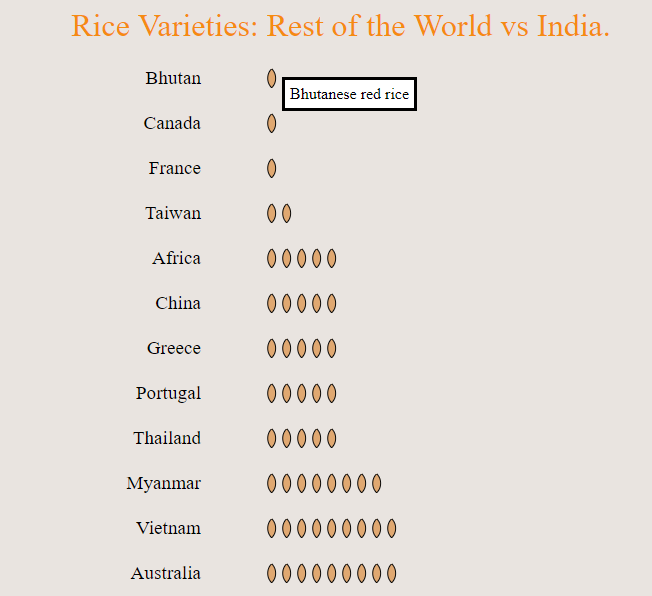 Rice Varieties: Rest of the World vs India.
Bhutan
Bhutanese red rice
Canada
France
Taiwan
Africa
China
Greece
Portugal
Thailand
Myanmar
Vietnam
Australia